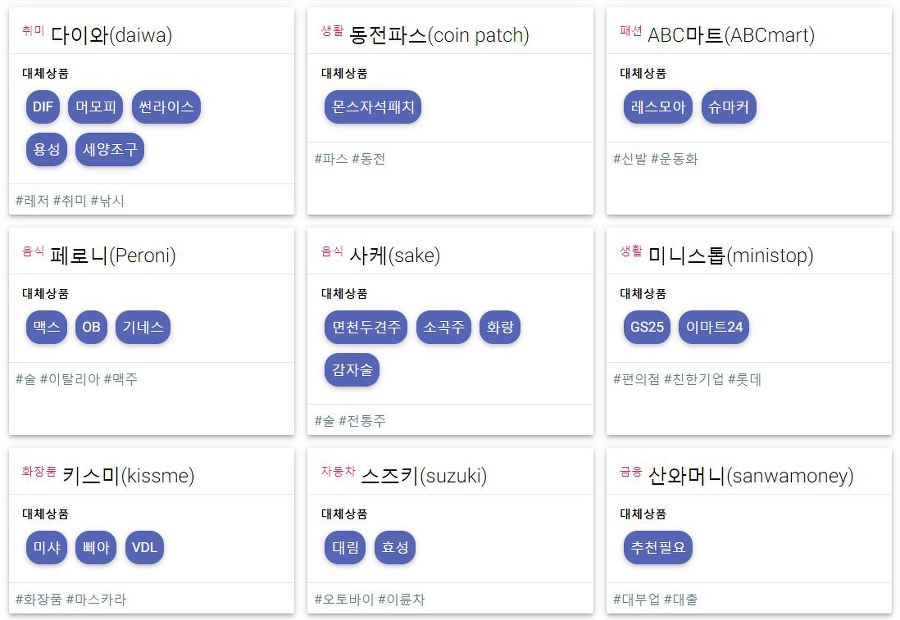 취미 다이와(daiwa)
대체상품
DIF 머모피 썬라이스
용성 세양조구
#레저 #취미 #낚시
생활 동전파스(coin patch)
대체상품
몬스자석패치
#파스 #동전
패션 ABC마트(ABCmart)
대체상품
레스모아 슈마커
#신발 #운동화
음식 페로니(Peroni)
대체상품
맥스 OB 기네스
#술 #이탈리아 #맥주
음식 사케(sake)
대체상품
면천두견주 소곡주 화랑
감자술
#술 #전통주
생활 미니스톱(ministop)
대체상품
GS25 이마트24
#편의점 #친한기업 #롯데
화장품 키스미(kissme)
대체상품
미샤 삐아 VDL
#화장품 #마스카라
자동차 스즈키(suzuki)
대체상품
대림 효성
#오토바이 #이륜차
금융 산와머니(sanwamoney)
대체상품
추천필요
#대부업 #대출